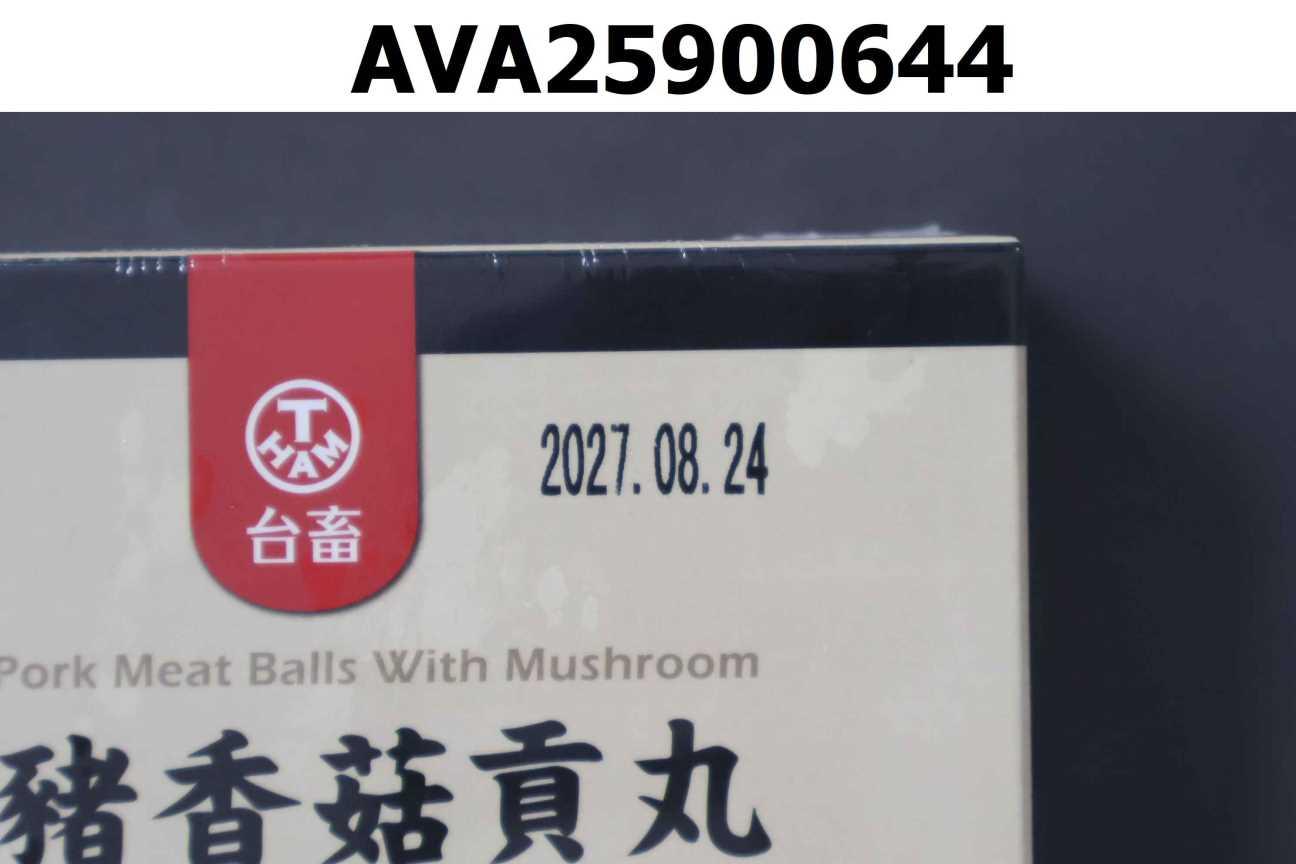 AVA25900644
T
HAM
台畜
2027.08.24
Pork Meat Balls With Mushroom
豬香菇貢丸